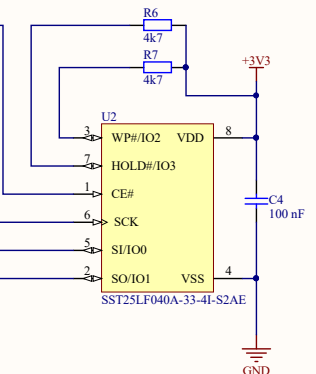 R6
4k7
R7
4k7
+3V3
U2
3 WP#/IO2 VDD 8
7 HOLD#/IO3
1 CE#
C4
100 nF
6 SCK
5 SI/IO0
2 SO/IO1 VSS 4
SST25LF040A-33-4I-S2AE
GND